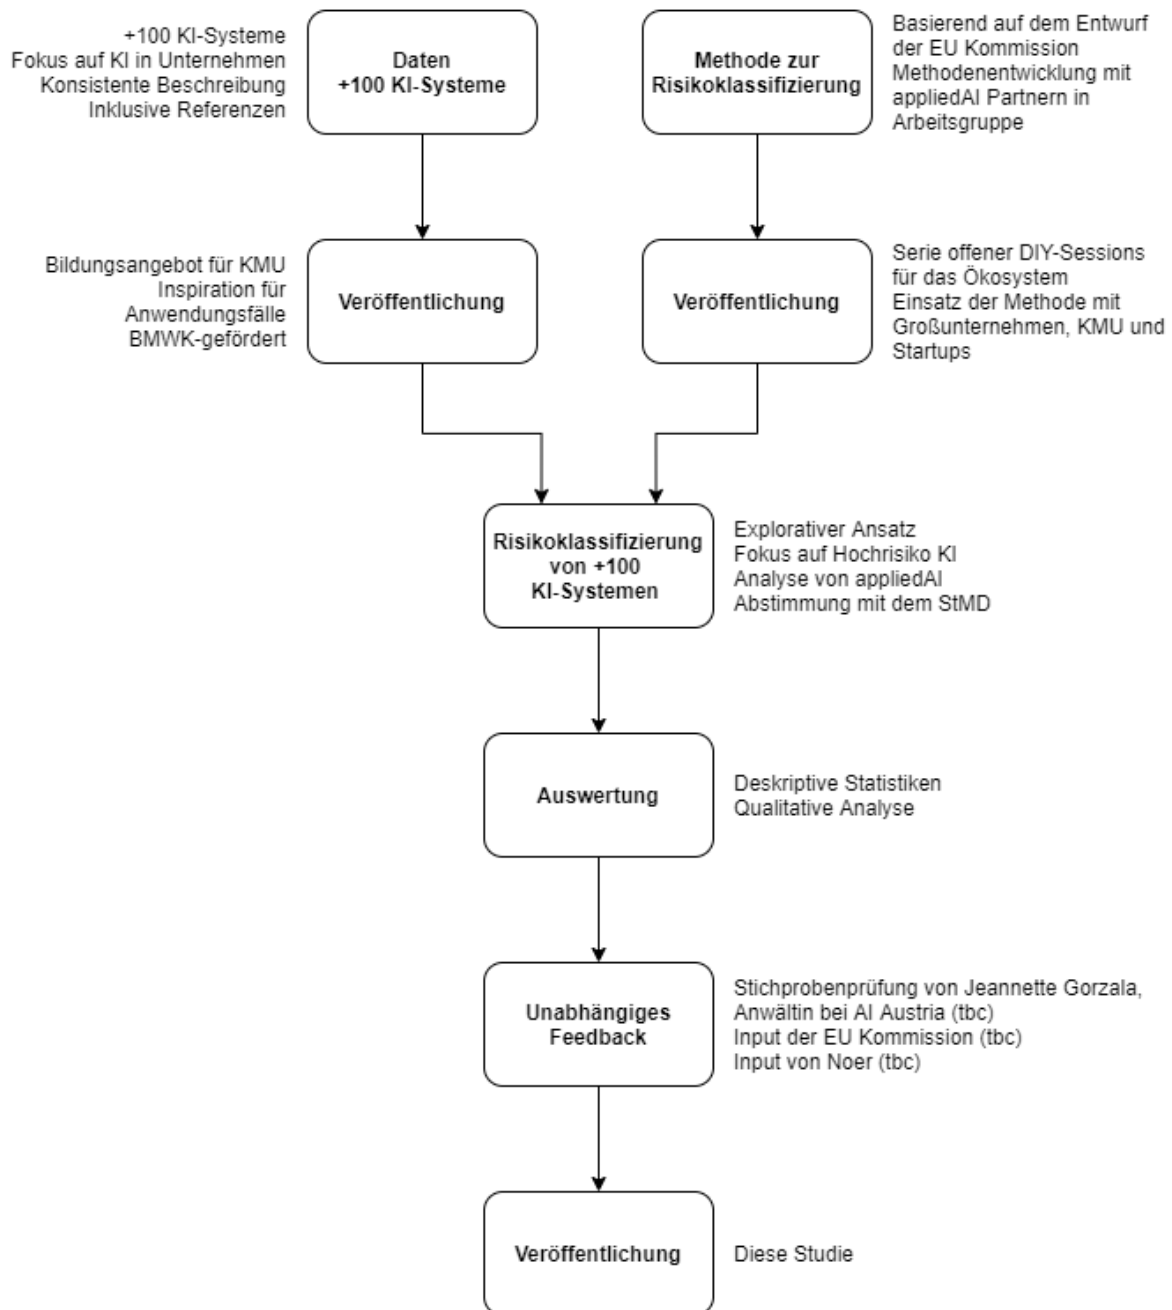 +100 KI-Systeme
Fokus auf KI in Unternehmen
Konsistente Beschreibung
Inklusive Referenzen
Daten
+100 KI-Systeme
Methode zur
Risikoklassifizierung
Basierend auf dem Entwurf
der EU Kommission
Methodenentwicklung mit
appliedAI Partnern in
Arbeitsgruppe
Bildungsangebot für KMU
Inspiration für
Anwendungsfälle
BMWK-gefördert
Veröffentlichung
Veröffentlichung
Serie offener DIY-Sessions
für das Ökosystem
Einsatz der Methode mit
Großunternehmen, KMU und
Startups
Risikoklassifizierung
von +100
KI-Systemen
Explorativer Ansatz
Fokus auf Hochrisiko KI
Analyse von appliedAI
Abstimmung mit dem StMD
Auswertung
Deskriptive Statistiken
Qualitative Analyse
Unabhängiges
Feedback
Stichprobenprüfung von Jeannette Gorzala,
Anwältin bei AI Austria (tbc)
Input der EU Kommission (tbc)
Input von Noer (tbc)
Veröffentlichung
Diese Studie